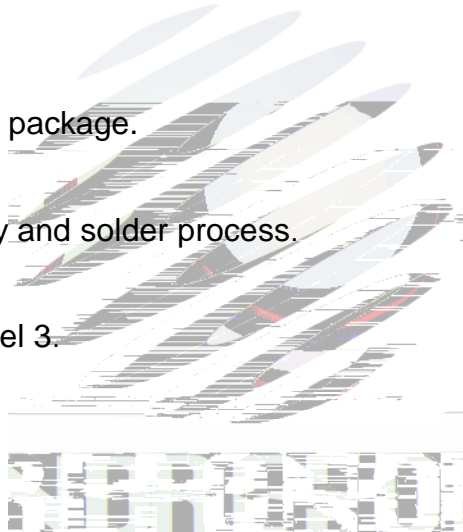 package.
and solder process.
el 3.